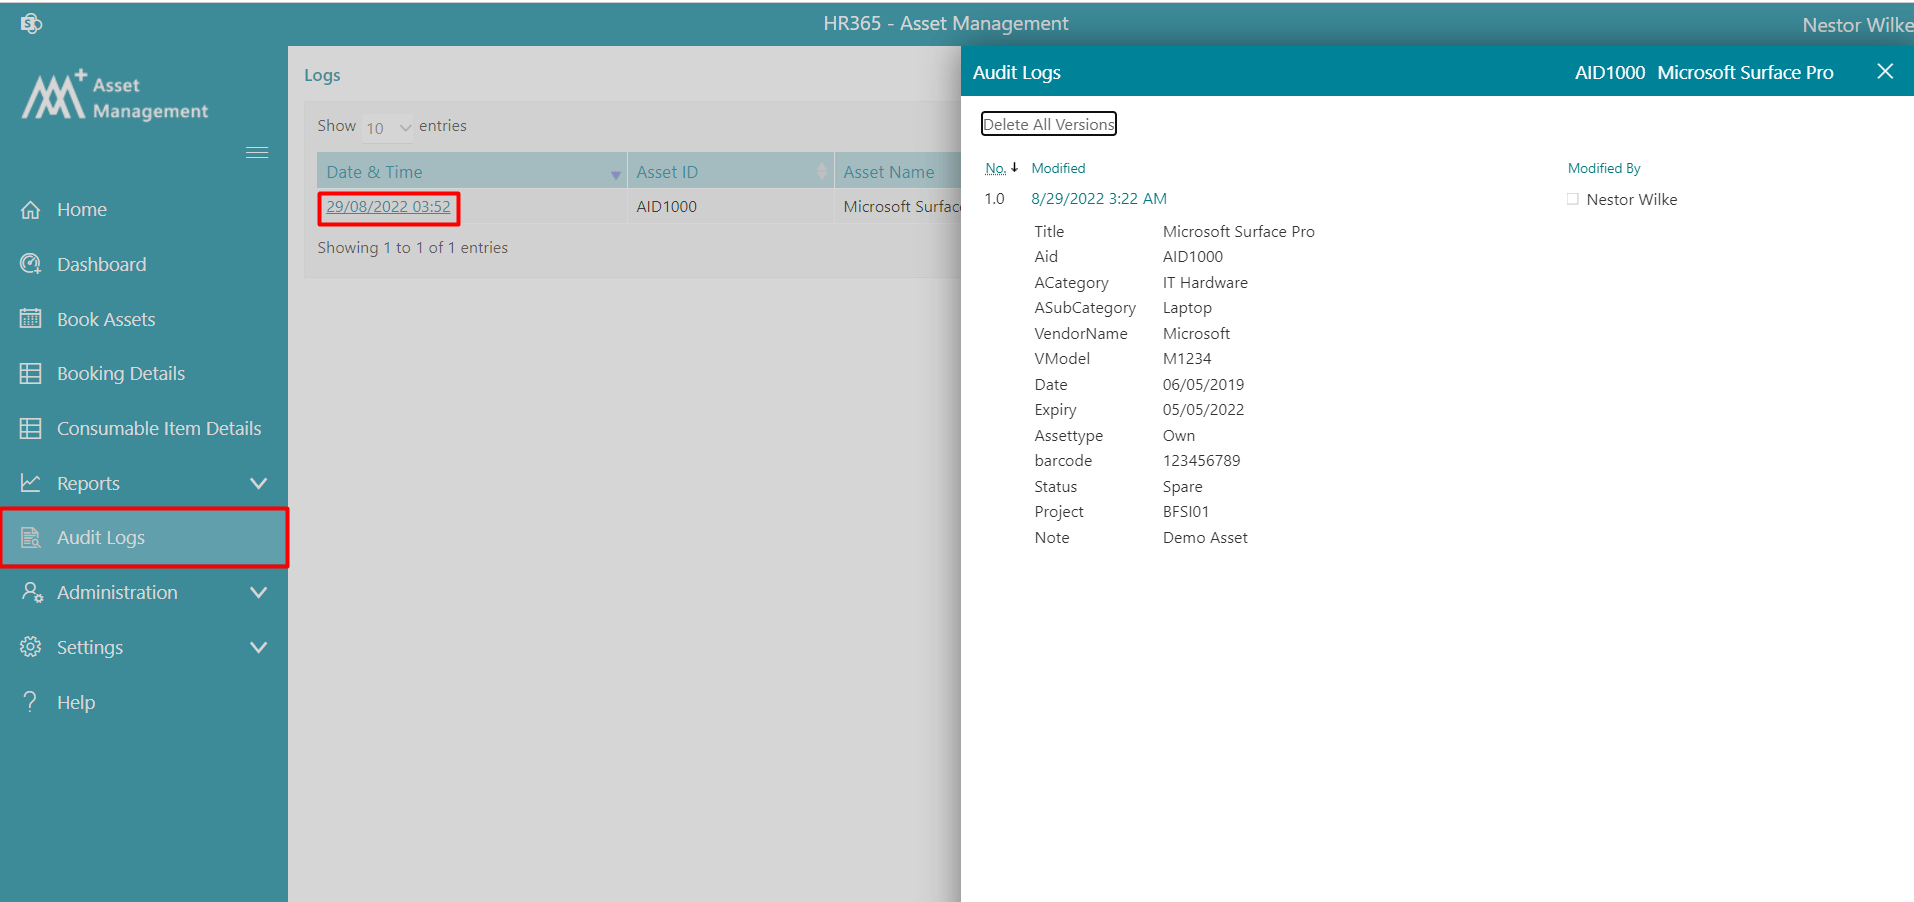 HR365 - Asset Management
Nestor Wilke
Asset
Management
Home
Dashboard
Book Assets
Booking Details
Consumable Item Details
Reports
Audit Logs
Administration
Settings
Help
Logs
Show 10 entries
Date & Time Asset ID Asset Name
29/08/2022 03:52 AID1000 Microsoft Surfac
Showing 1 to 1 of 1 entries
Audit Logs AID1000 Microsoft Surface Pro
Delete All Versions
No. Modified Modified By
1.0 8/29/2022 3:22 AM Nestor Wilke
Title Microsoft Surface Pro
Aid AID1000
ACategory IT Hardware
ASubCategory Laptop
VendorName Microsoft
VModel M1234
Date 06/05/2019
Expiry 05/05/2022
Assettype Own
barcode 123456789
Status Spare
Project BFSI01
Note Demo Asset